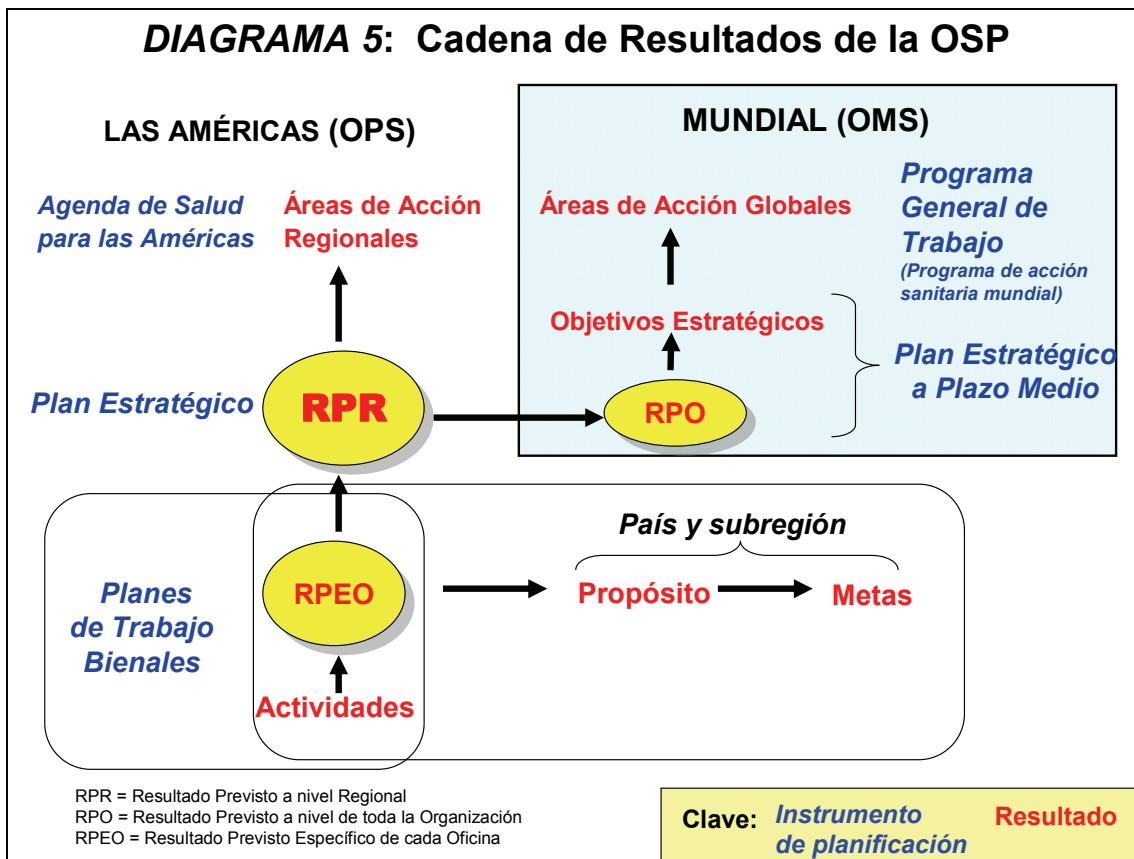 DIAGRAMA 5: Cadena de Resultados de la OSP
LAS AMÉRICAS (OPS)
Agenda de Salud
para las Américas
Áreas de Acción
Regionales
Plan Estratégico
RPR
MUNDIAL (OMS)
Áreas de Acción Globales
Objetivos Estratégicos
RPO
Programa
General de
Trabajo
(Programa de acción
sanitaria mundial)
Plan Estratégico
a Plazo Medio
Planes
de Trabajo
Bienales
RPEO
Actividades
País y subregión
Propósito
Metas
RPR = Resultado Previsto a nivel Regional
RPO = Resultado Previsto a nivel de toda la Organización
RPEO = Resultado Previsto Específico de cada Oficina
Clave: Instrumento
de planificación
Resultado